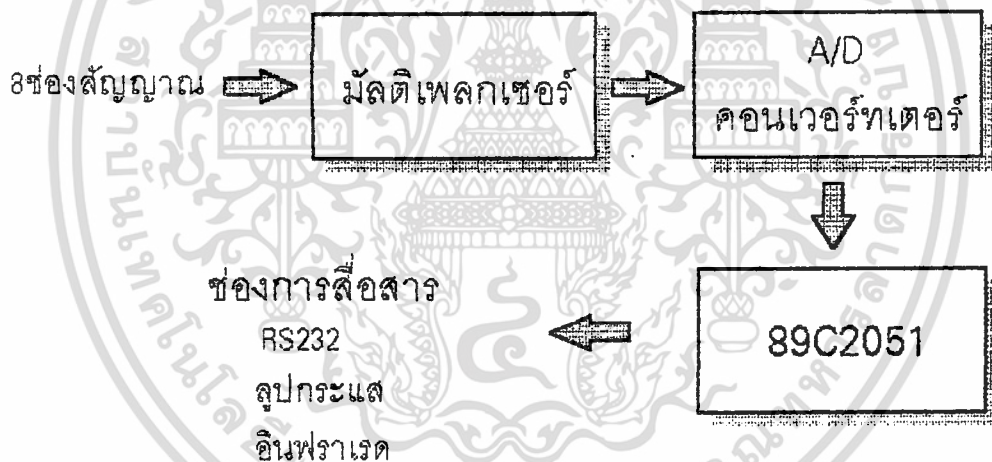 8ช่องสัญญาณ
มัลติเพลกเซอร์
A/D
คอนเวอร์ทเตอร์
89C2051
ช่องการสื่อสาร
RS232
ลูปกระแส
อินฟราเรด